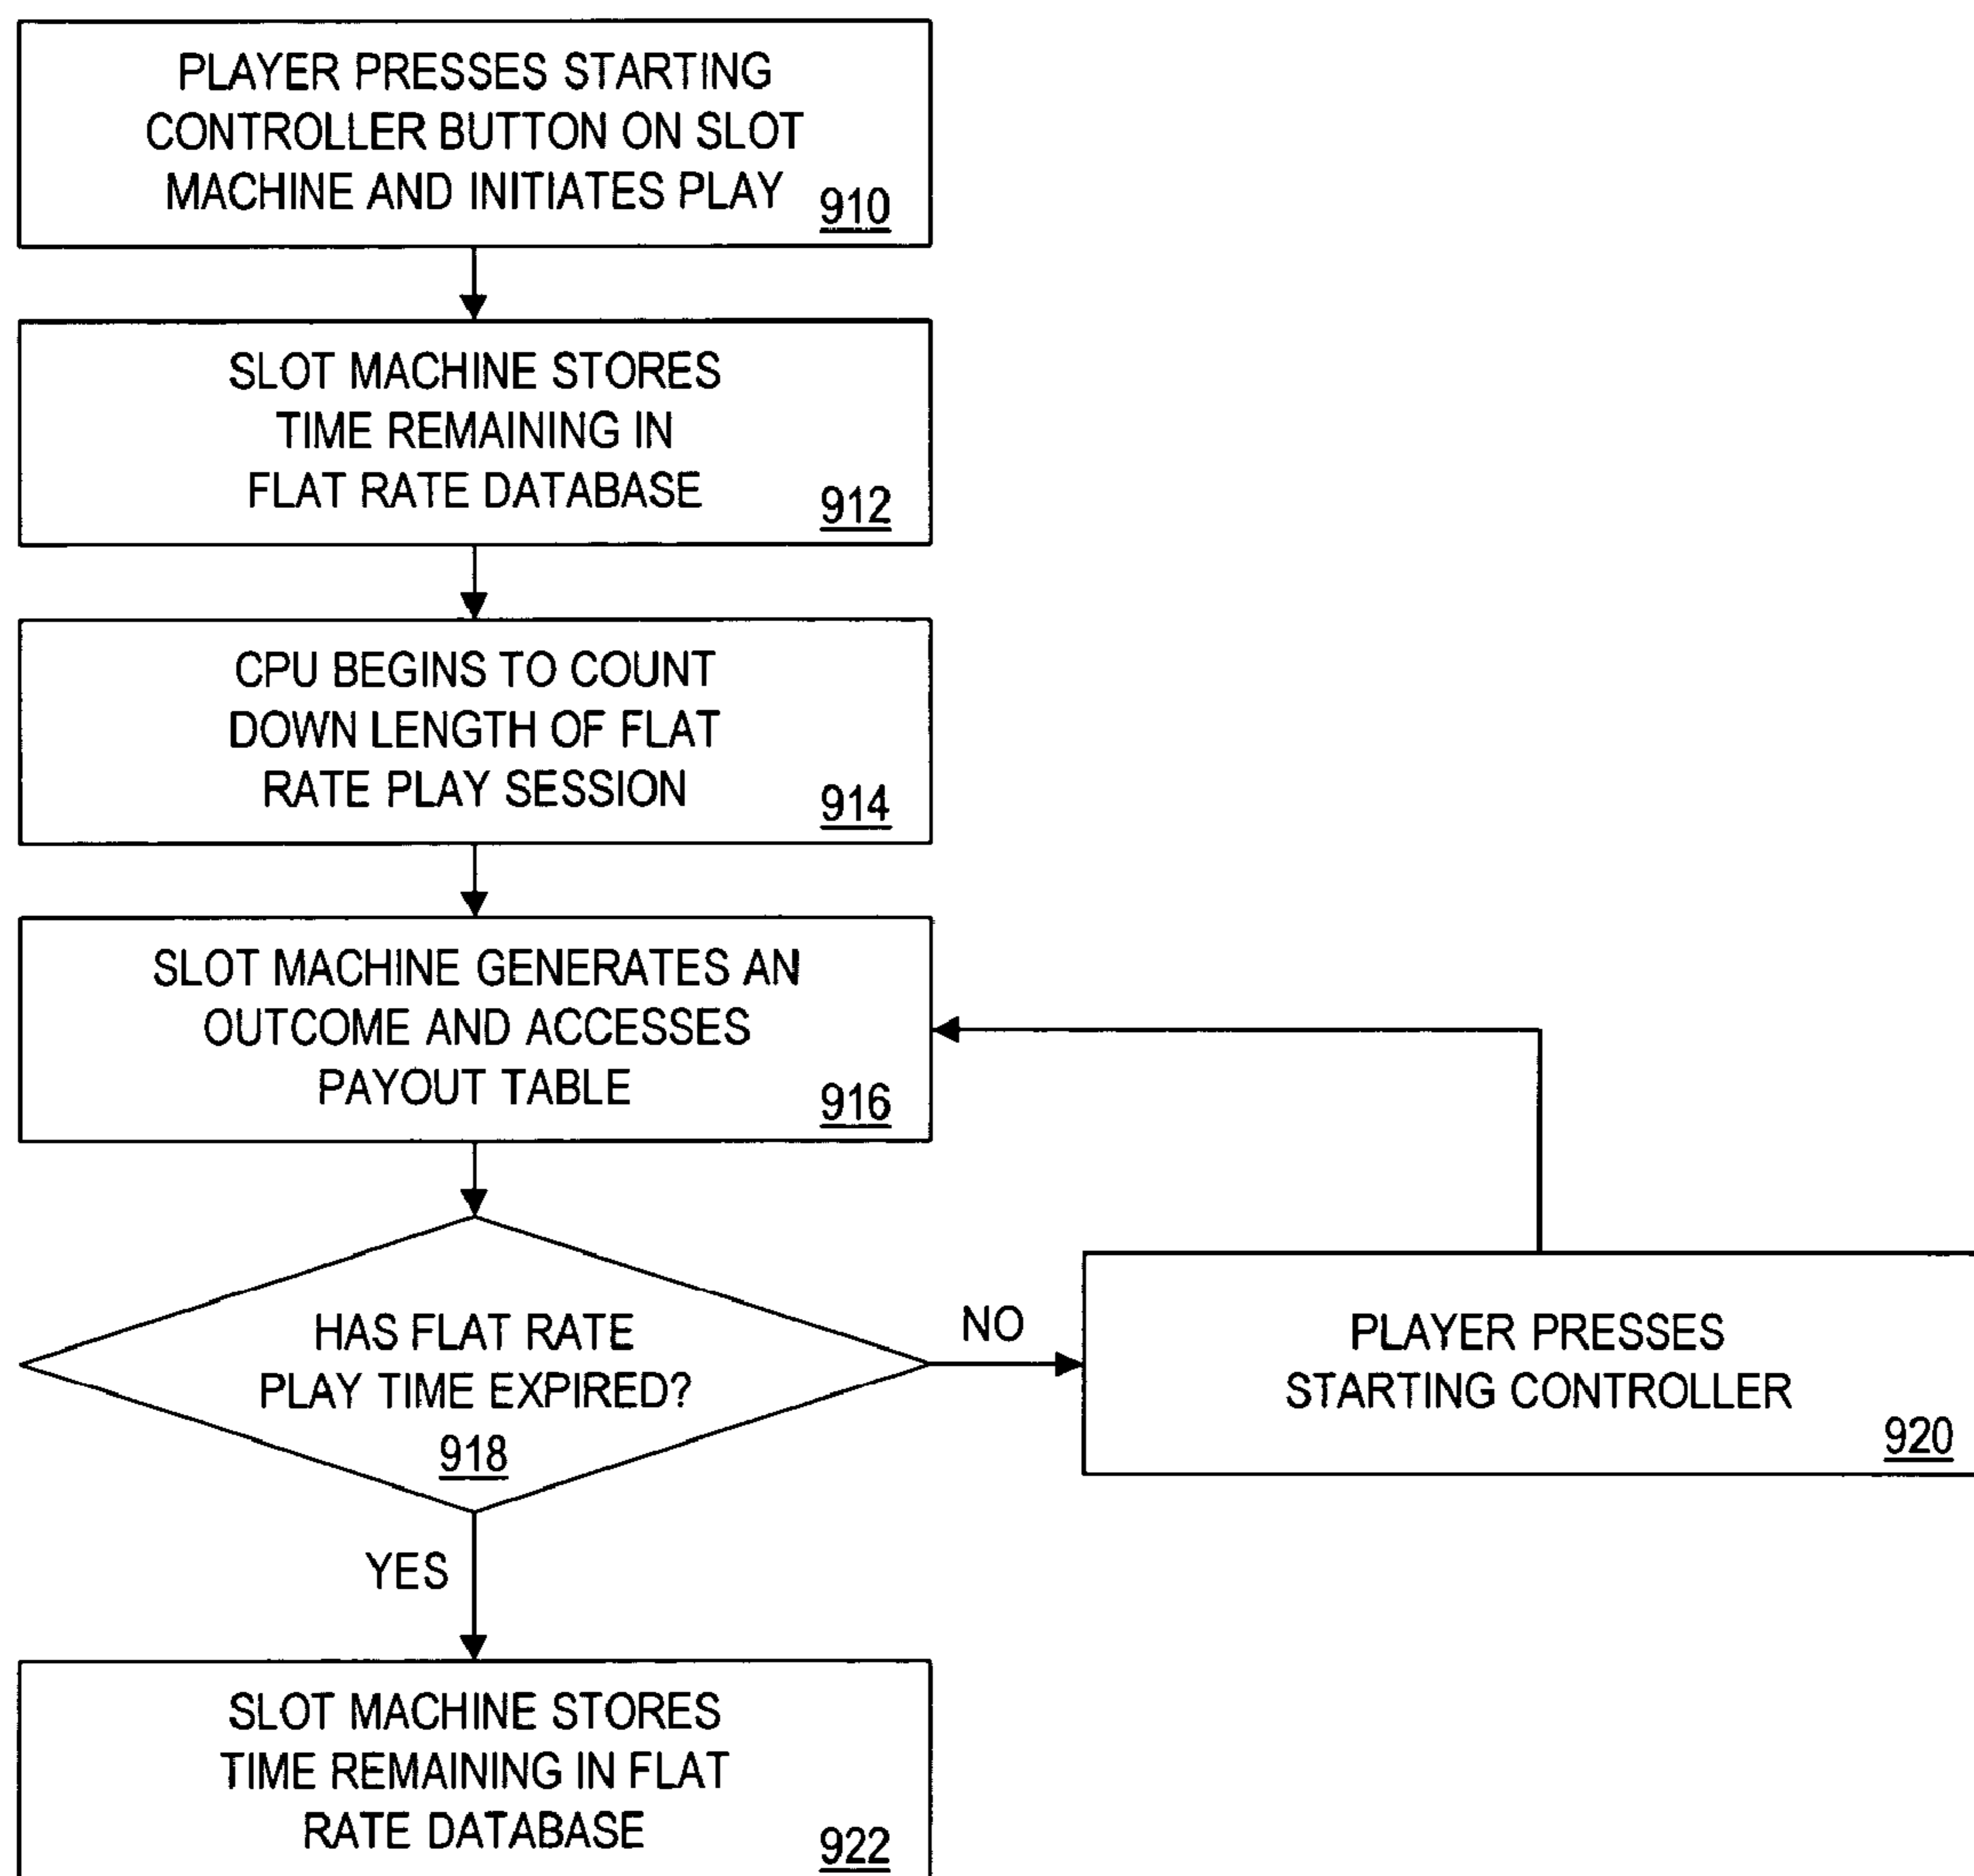 PLAYER PRESSES STARTING
CONTROLLER BUTTON ON SLOT
MACHINE AND INITIATES PLAY
910
SLOT MACHINE STORES
TIME REMAINING IN
FLAT RATE DATABASE
912
CPU BEGINS TO COUNT
DOWN LENGTH OF FLAT
RATE PLAY SESSION
914
SLOT MACHINE GENERATES AN
OUTCOME AND ACCESSES
PAYOUT TABLE
916
HAS FLAT RATE
PLAY TIME EXPIRED?
918
NO
PLAYER PRESSES
STARTING CONTROLLER
920
YES
SLOT MACHINE STORES
TIME REMAINING IN FLAT
RATE DATABASE
922